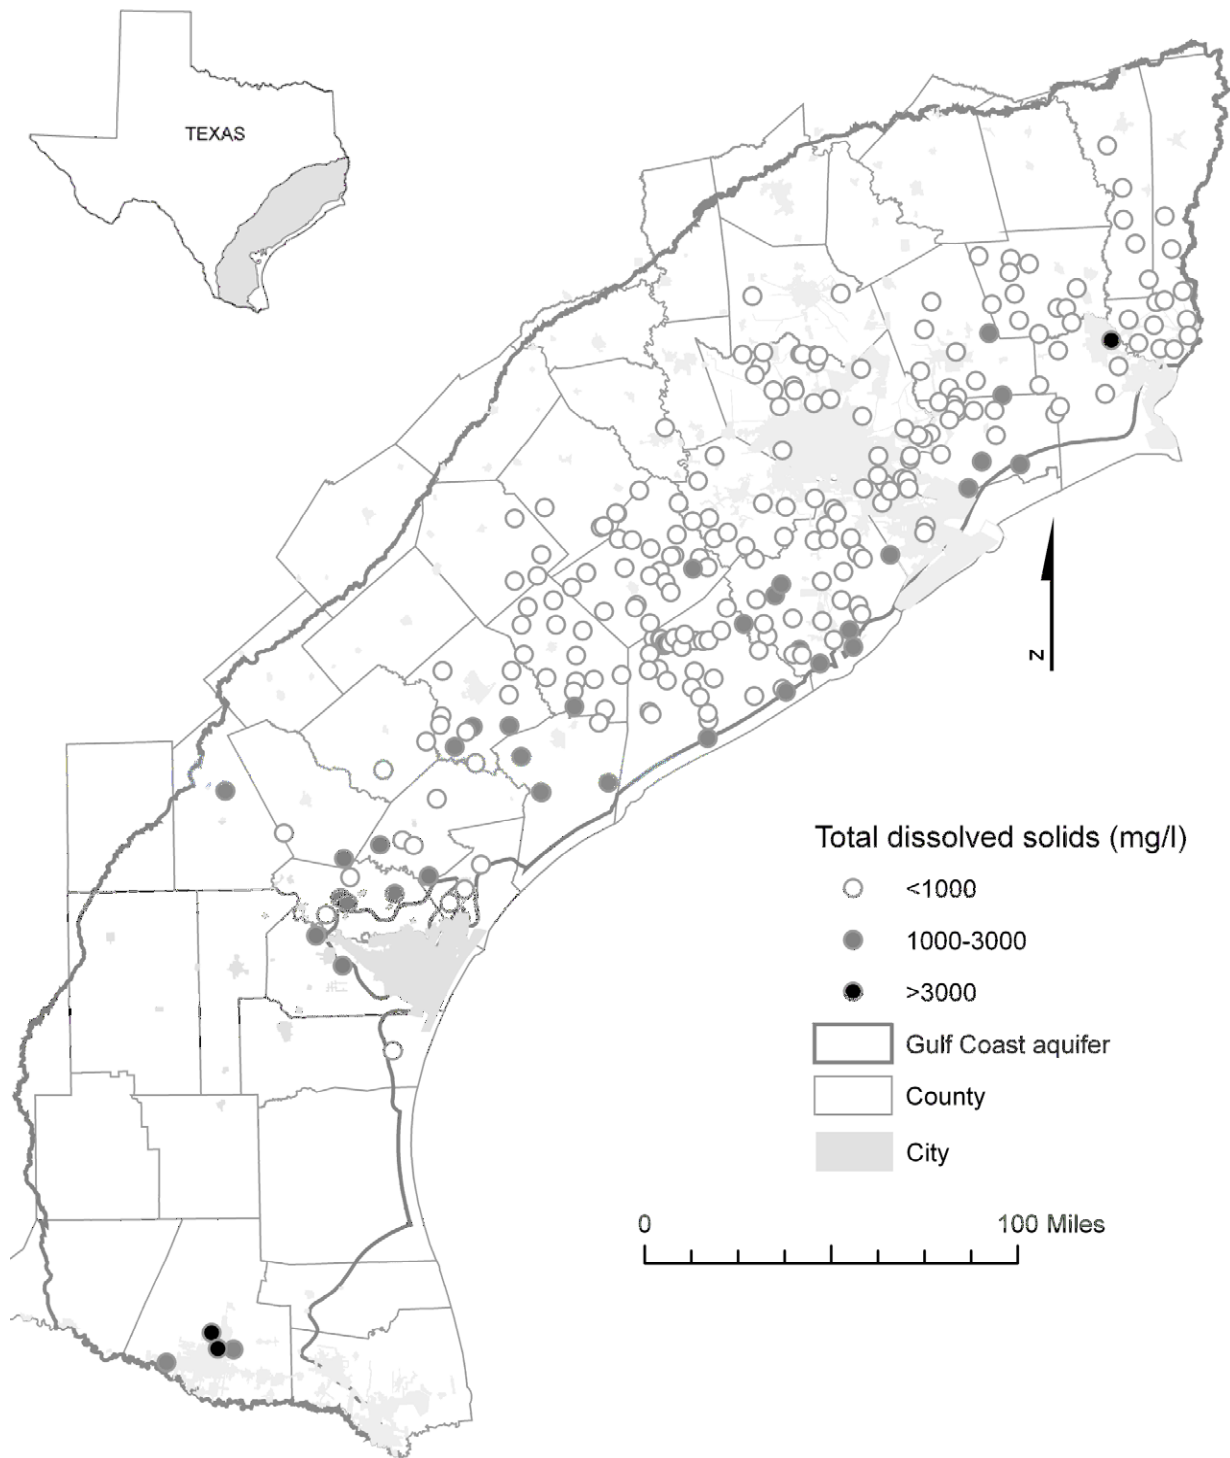 TEXAS
N
Total dissolved solids (mg/l)
<1000
1000-3000
>3000
Gulf Coast aquifer
County
City
0 100 Miles